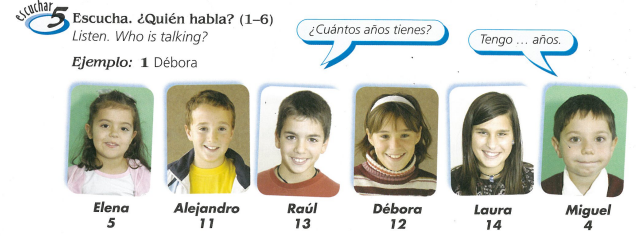 escuchar 5 Escucha. ¿Quién habla? (1–6)
Listen. Who is talking?
Ejemplo: 1 Débora
¿Cuántos años tienes?
Tengo … años.
Elena Alejandro Raúl Débora Laura Miguel
5 11 13 12 14 4